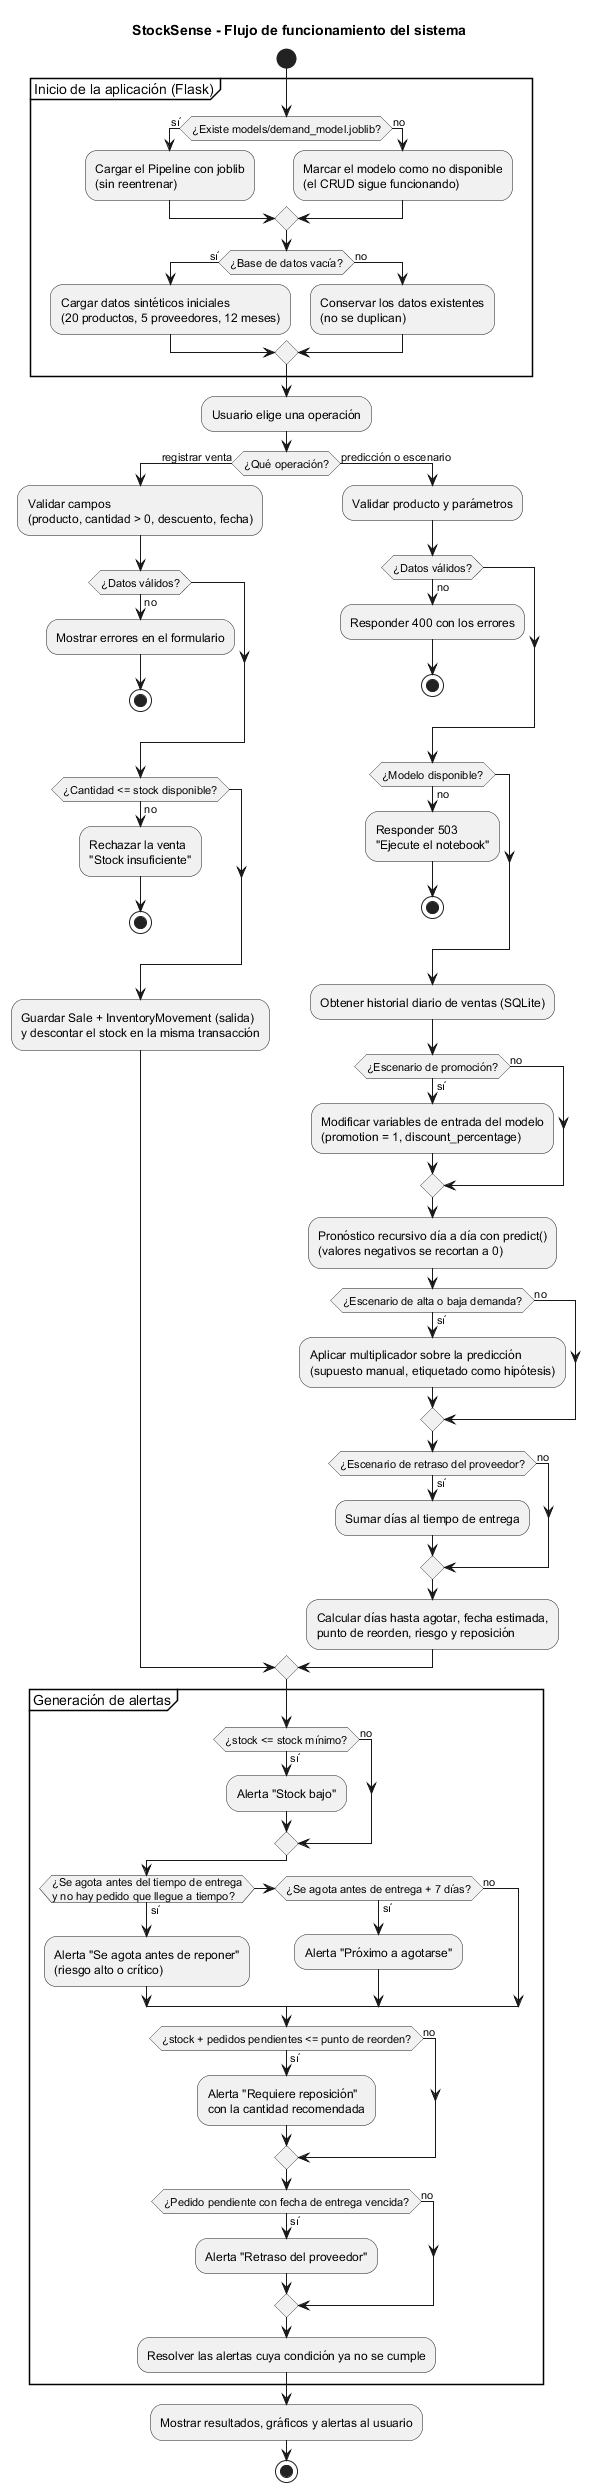 StockSense - Flujo de funcionamiento del sistema
Inicio de la aplicación (Flask)
¿Existe models/demand_model.joblib?
sí
no
Cargar el Pipeline con joblib
(sin reentrenar)
Marcar el modelo como no disponible
(el CRUD sigue funcionando)
¿Base de datos vacía?
sí
no
Cargar datos sintéticos iniciales
(20 productos, 5 proveedores, 12 meses)
Conservar los datos existentes
(no se duplican)
Usuario elige una operación
¿Qué operación?
registrar venta
predicción o escenario
Validar campos
(producto, cantidad > 0, descuento, fecha)
¿Datos válidos?
no
Mostrar errores en el formulario
¿Cantidad <= stock disponible?
no
Rechazar la venta
"Stock insuficiente"
Guardar Sale + InventoryMovement (salida)
y descontar el stock en la misma transacción
Validar producto y parámetros
¿Datos válidos?
no
Responder 400 con los errores
¿Modelo disponible?
no
Responder 503
"Ejecute el notebook"
Obtener historial diario de ventas (SQLite)
¿Escenario de promoción?
no
sí
Modificar variables de entrada del modelo
(promotion = 1, discount_percentage)
Pronóstico recursivo día a día con predict()
(valores negativos se recortan a 0)
¿Escenario de alta o baja demanda?
no
sí
Aplicar multiplicador sobre la predicción
(supuesto manual, etiquetado como hipótesis)
¿Escenario de retraso del proveedor?
no
sí
Sumar días al tiempo de entrega
Calcular días hasta agotar, fecha estimada,
punto de reorden, riesgo y reposición
Generación de alertas
¿stock <= stock mínimo?
no
sí
Alerta "Stock bajo"
¿Se agota antes del tiempo de entrega
y no hay pedido que llegue a tiempo?
sí
Alerta "Se agota antes de reponer"
(riesgo alto o crítico)
¿Se agota antes de entrega + 7 días?
no
sí
Alerta "Próximo a agotarse"
¿stock + pedidos pendientes <= punto de reorden?
no
sí
Alerta "Requiere reposición"
con la cantidad recomendada
¿Pedido pendiente con fecha de entrega vencida?
no
sí
Alerta "Retraso del proveedor"
Resolver las alertas cuya condición ya no se cumple
Mostrar resultados, gráficos y alertas al usuario